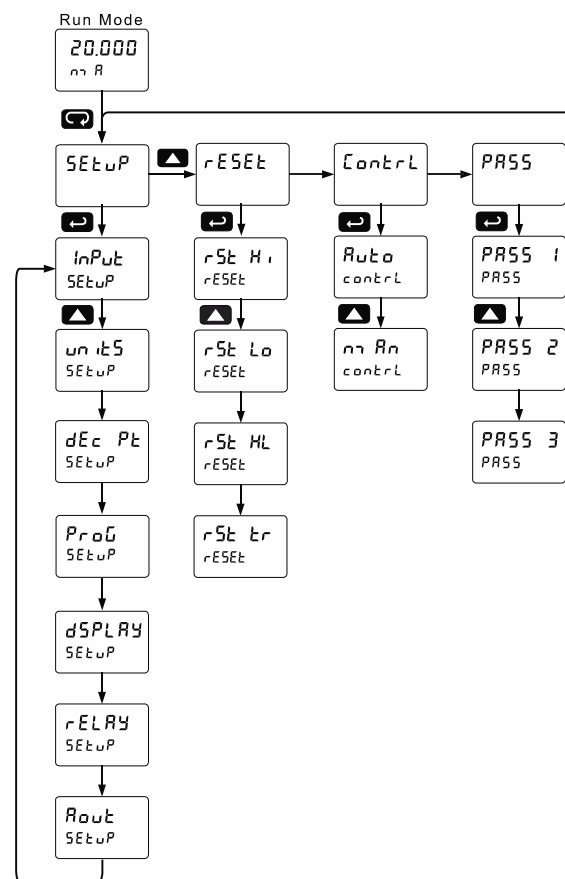 Run Mode
20.000
mA
SEtuP
rESEt
ContrL
PASS
InPut
SEtuP
rSt Hi
rESEt
Auto
contrL
PASS 1
PASS
unitS
SEtuP
rSt Lo
rESEt
mAn
contrL
PASS 2
PASS
dEc Pt
SEtuP
rSt HL
rESEt
PASS 3
PASS
ProG
SEtuP
rSt tr
rESEt
dSPLAY
SEtuP
rELAY
SEtuP
Aout
SEtuP